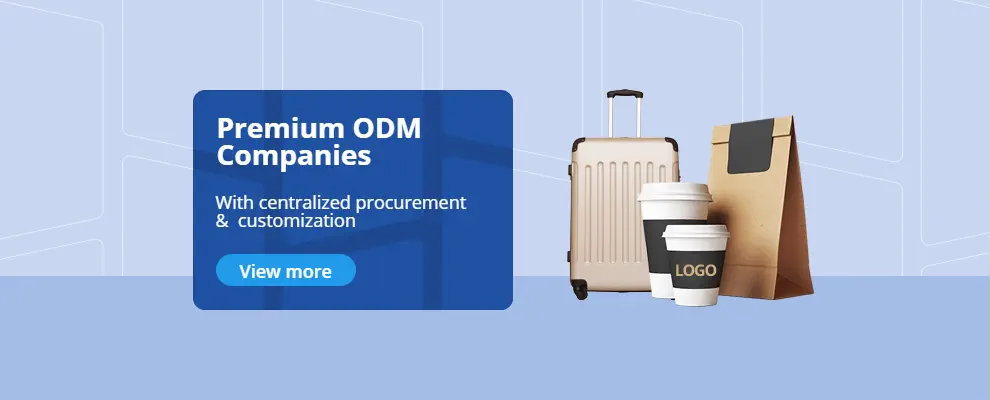 Premium ODM
Companies
With centralized procurement
& customization
View more
LOGO